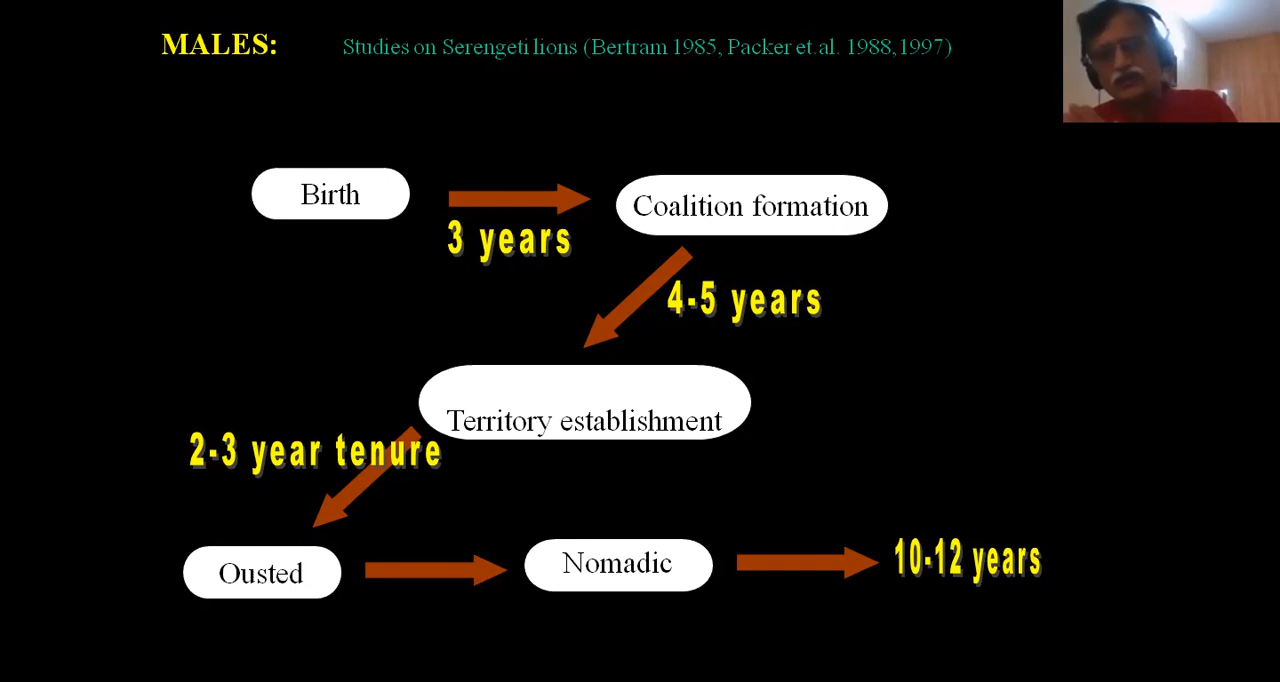 MALES:
Studies on Serengeti lions (Bertram 1985, Packer et.al. 1988,1997)
Birth
Coalition formation
3 years
4-5 years
Territory establishment
2-3 year tenure
Ousted
Nomadic
10-12 years